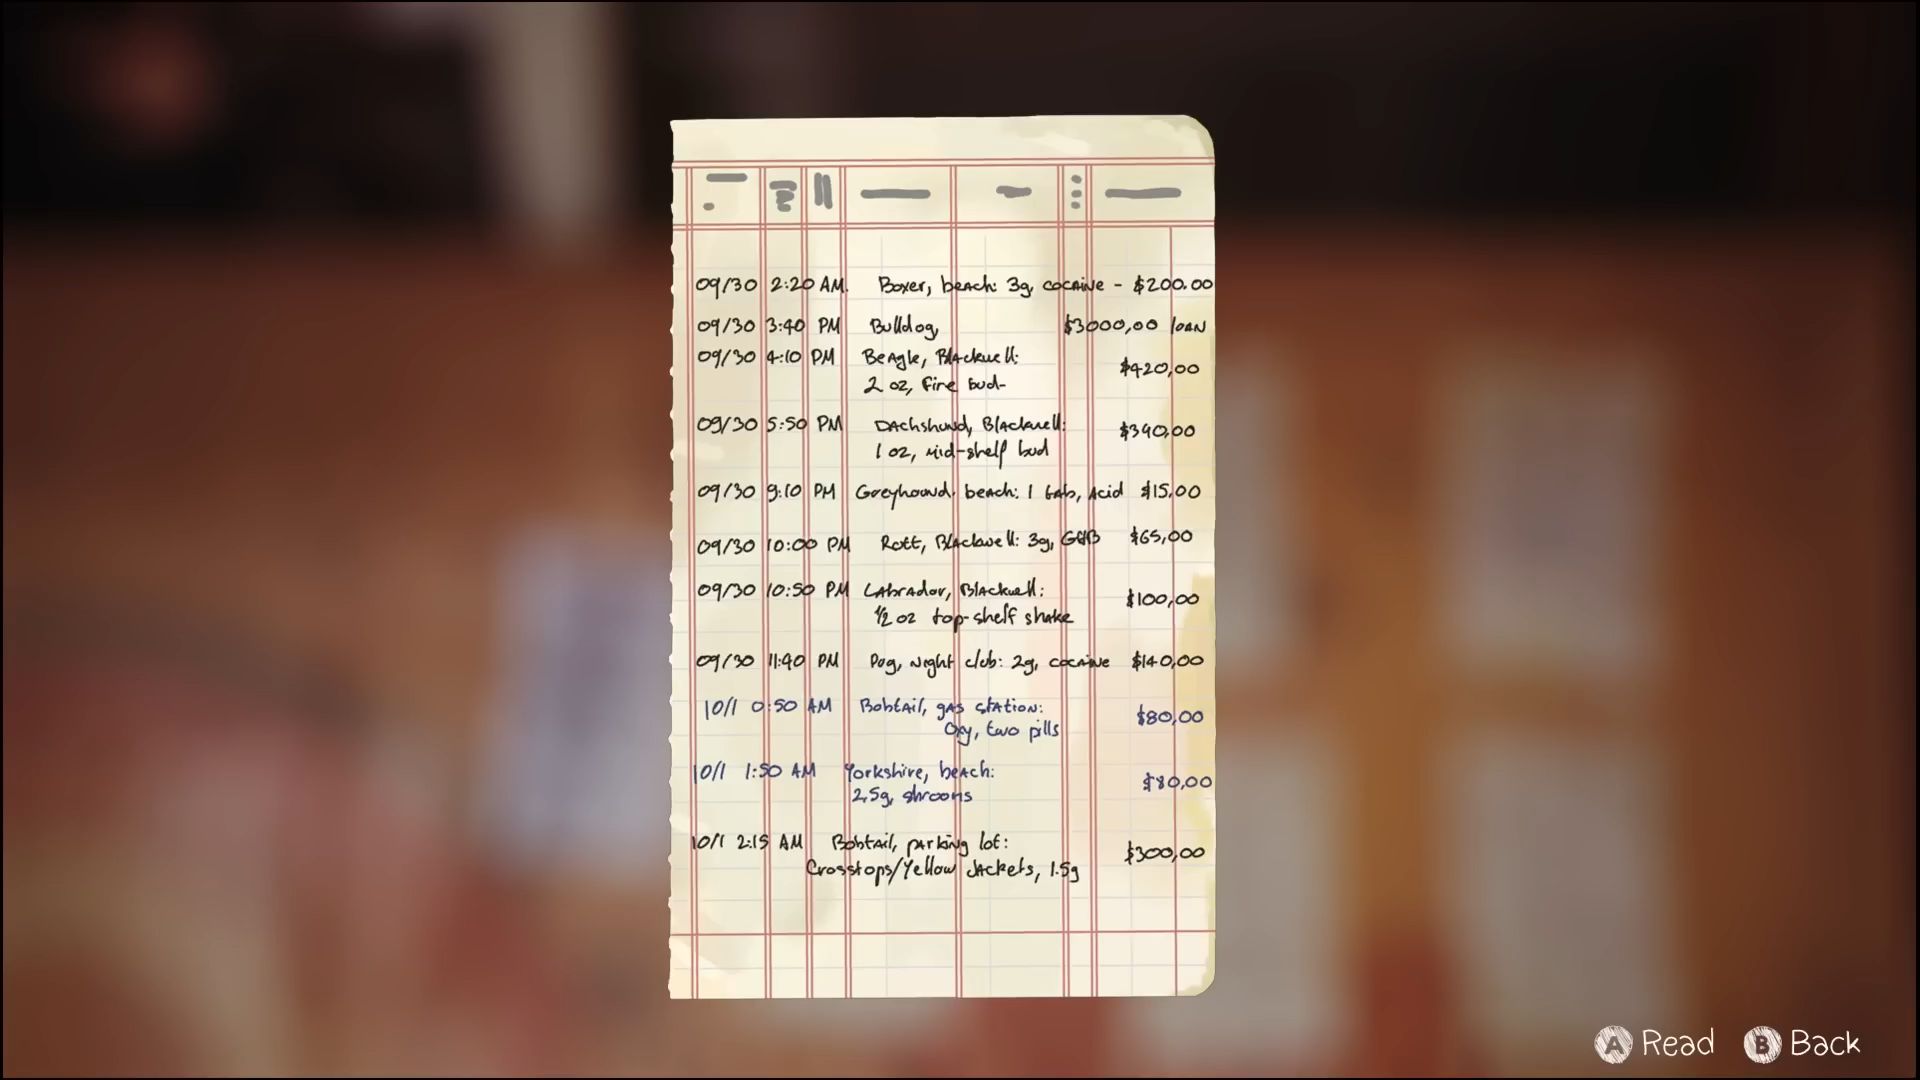 09/30 2:20 AM. Boxer, beach: 3g, cocaine - $200.00
09/30 3:40 PM Bulldog, $3000,00 loan
09/30 4:10 PM Beagle, Blackwell:
2 oz, fire bud- $420,00
09/30 5:50 PM Dachshund, Blackwell:
1 oz, mid-shelf bud $340,00
09/30 9:10 PM Greyhound, beach: 1 tab, acid $15,00
09/30 10:00 PM Rott, Blackwell: 3g, GHB $65,00
09/30 10:50 PM Labrador, Blackwell:
1/2 oz top-shelf shake $100,00
09/30 11:40 PM Pug, night club: 2g, cocaine $140,00
10/1 0:50 AM Bobtail, gas station:
Oxy, two pills $80,00
10/1 1:50 AM Yorkshire, beach:
2,5g, shrooms $80,00
10/1 2:15 AM Bobtail, parking lot:
Crosstops/Yellow Jackets, 1.5g $300,00
A Read B Back